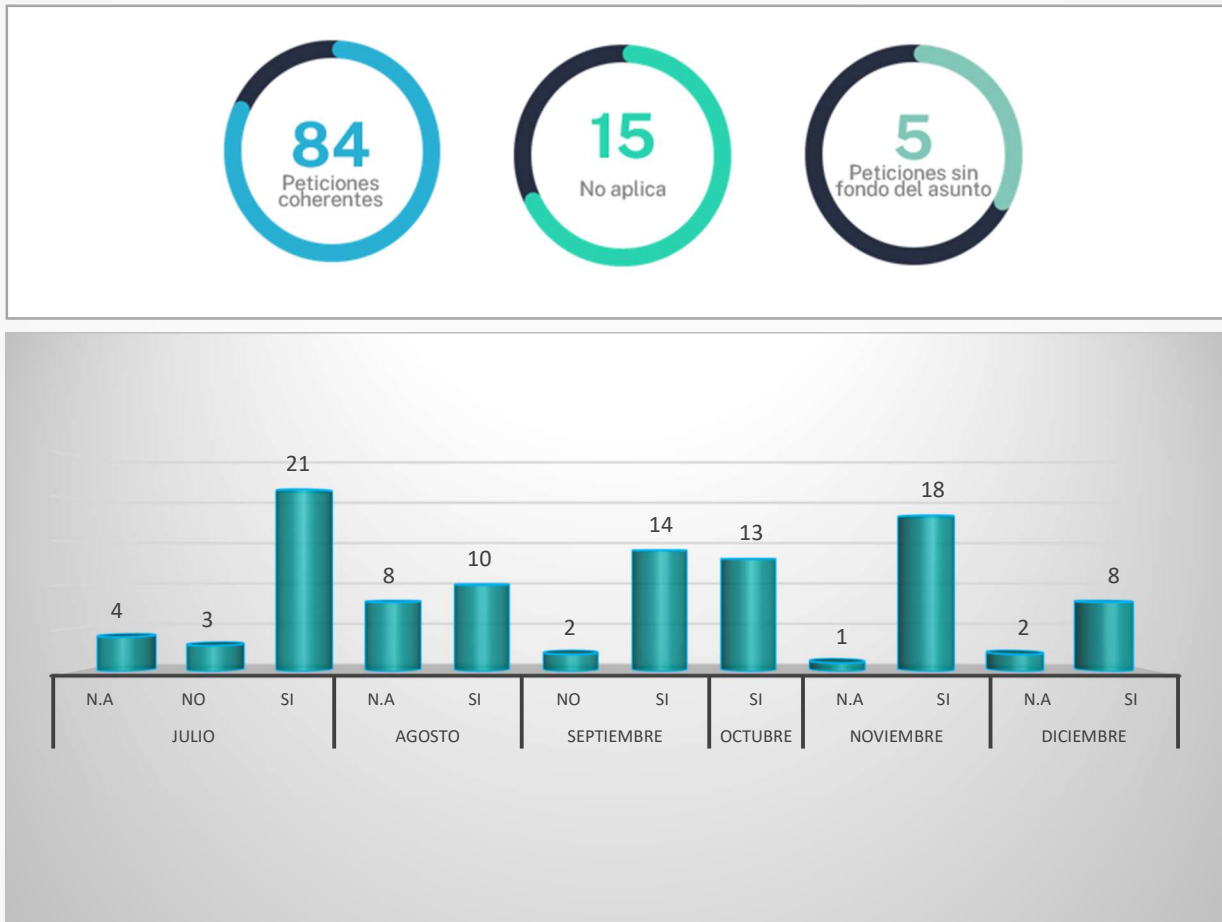 84
Peticiones
coherentes
15
No aplica
5
Peticiones sin
fondo del asunto
4
3
21
8
10
2
14
13
1
18
2
8
N.A NO SI N.A SI NO SI SI N.A SI N.A SI
JULIO AGOSTO SEPTIEMBRE OCTUBRE NOVIEMBRE DICIEMBRE